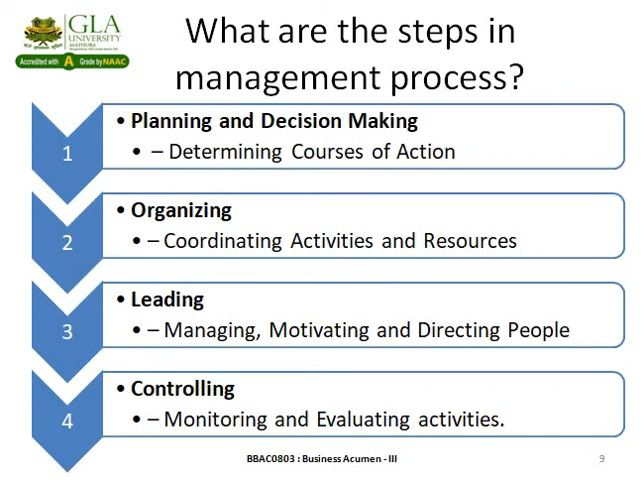 GLA
UNIVERSITY
MATHURA
Accredited with A Grade by NAAC
What are the steps in
management process?
1
• Planning and Decision Making
• – Determining Courses of Action
2
• Organizing
• – Coordinating Activities and Resources
3
• Leading
• – Managing, Motivating and Directing People
4
• Controlling
• – Monitoring and Evaluating activities.
BBAC0803 : Business Acumen - III
9